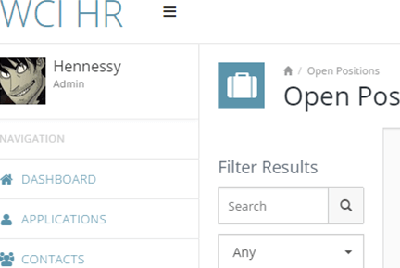 WCI HR
Hennessy
Admin
NAVIGATION
DASHBOARD
APPLICATIONS
CONTACTS
/ Open Positions
Open Pos
Filter Results
Search
Any